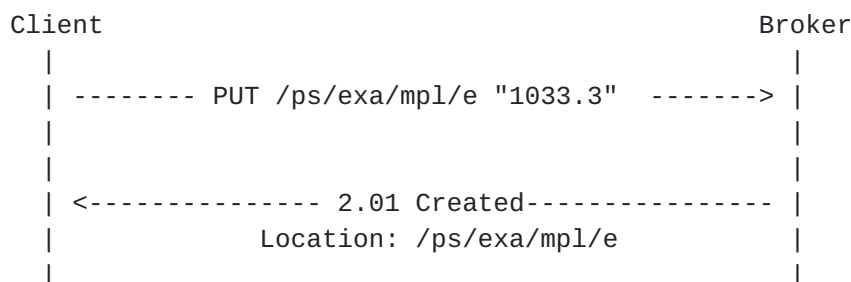 Client                                         Broker
  |                                              |
  | -------- PUT /ps/exa/mpl/e "1033.3"  -------> |
  |                                              |
  |                                              |
  | <--------------- 2.01 Created---------------- |
  |             Location: /ps/exa/mpl/e          |
  |                                              |